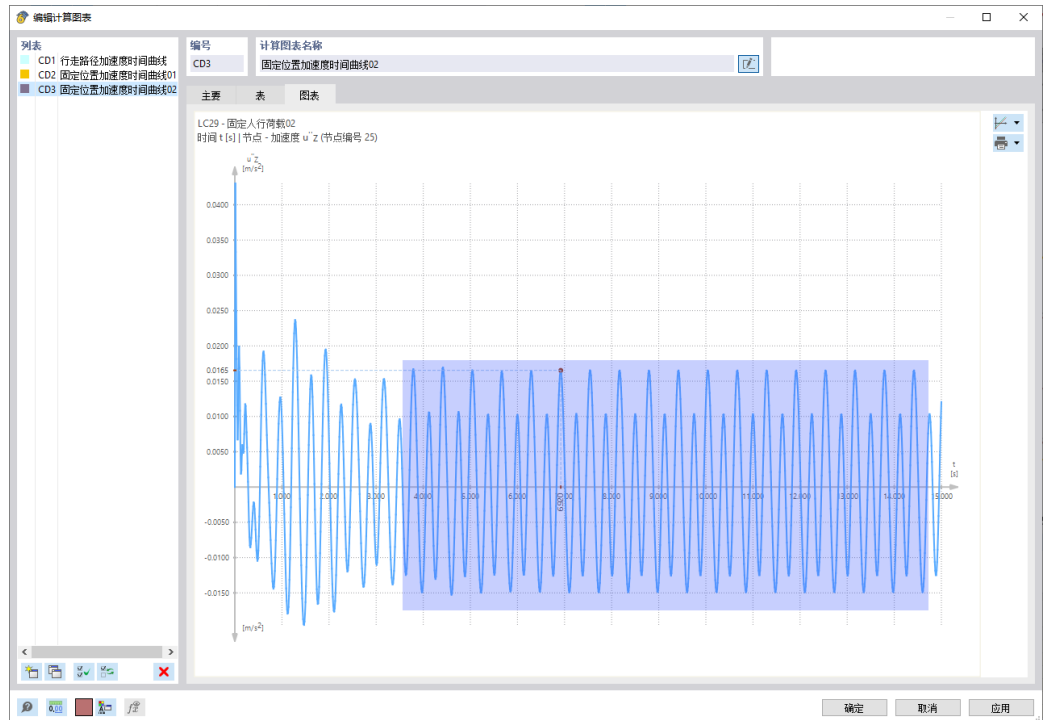 编辑计算图表
列表
CD1 行走路径加速度时间曲线
CD2 固定位置加速度时间曲线01
CD3 固定位置加速度时间曲线02
编号
CD3
计算图表名称
固定位置加速度时间曲线02
主要 表 图表
LC29 - 固定人行荷载02
时间 t [s] | 节点 - 加速度 u¨Z (节点编号 25)
u¨Z
[m/s²]
0.0400
0.0350
0.0300
0.0250
0.0200
0.0165
0.0150
0.0100
0.0050
t
[s]
1.000 2.000 3.000 4.000 5.000 6.000 8.000 9.000 10.000 11.000 12.000 13.000 14.000 15.000
-0.0050
-0.0100
-0.0150
[m/s²]
确定 取消 应用